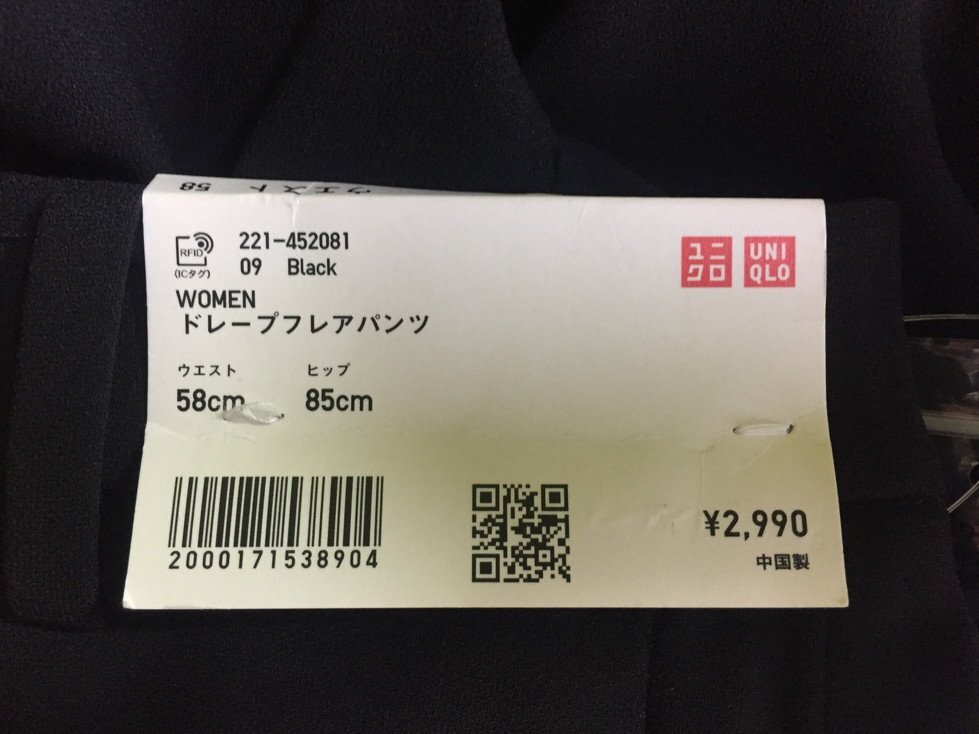 ウエスト 58
RFID
(ICタグ)
221-452081
09 Black
ユニクロ
UNIQLO
WOMEN
ドレープフレアパンツ
ウエスト ヒップ
58cm 85cm
2000171538904
¥2,990
中国製